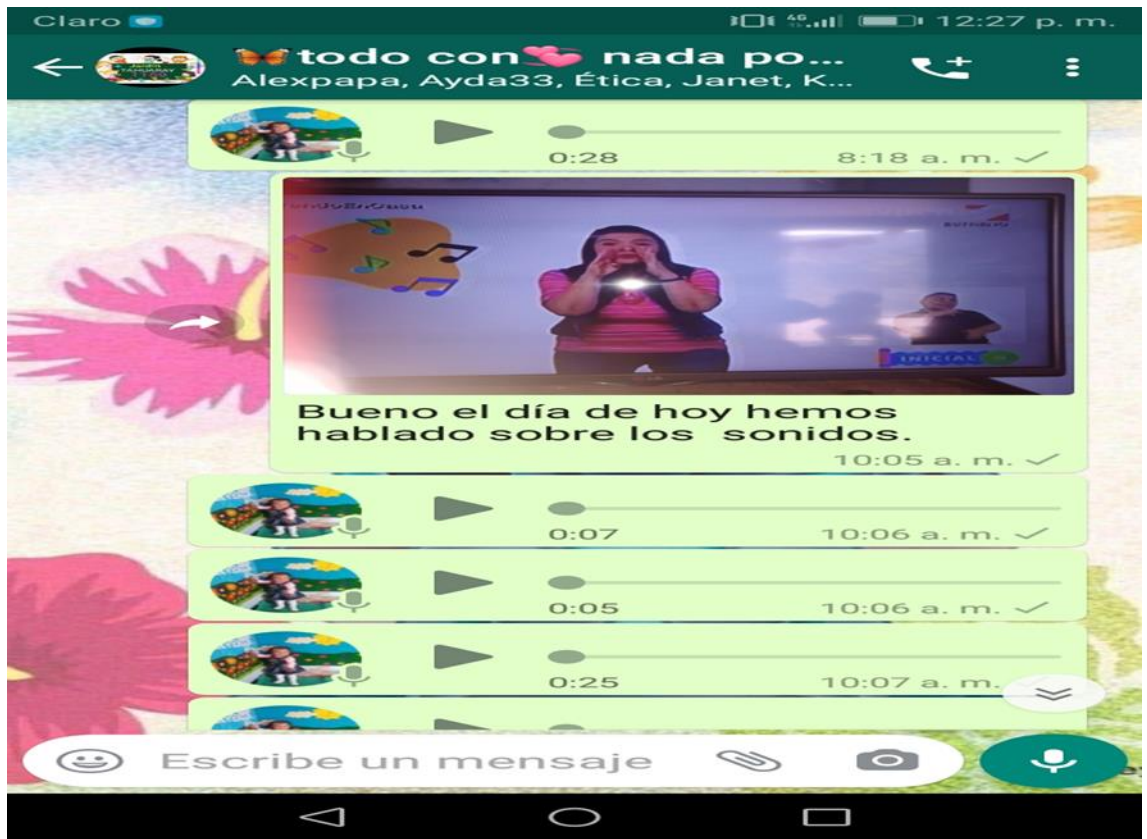 Claro 4G 12:27 p. m.
🦋todo con💞 nada po...
Alexpapa, Ayda33, Ética, Janet, K...
0:28 8:18 a. m.
INICIAL
Bueno el día de hoy hemos
hablado sobre los sonidos.
10:05 a. m.
0:07 10:06 a. m.
0:05 10:06 a. m.
0:25 10:07 a. m.
Escribe un mensaje